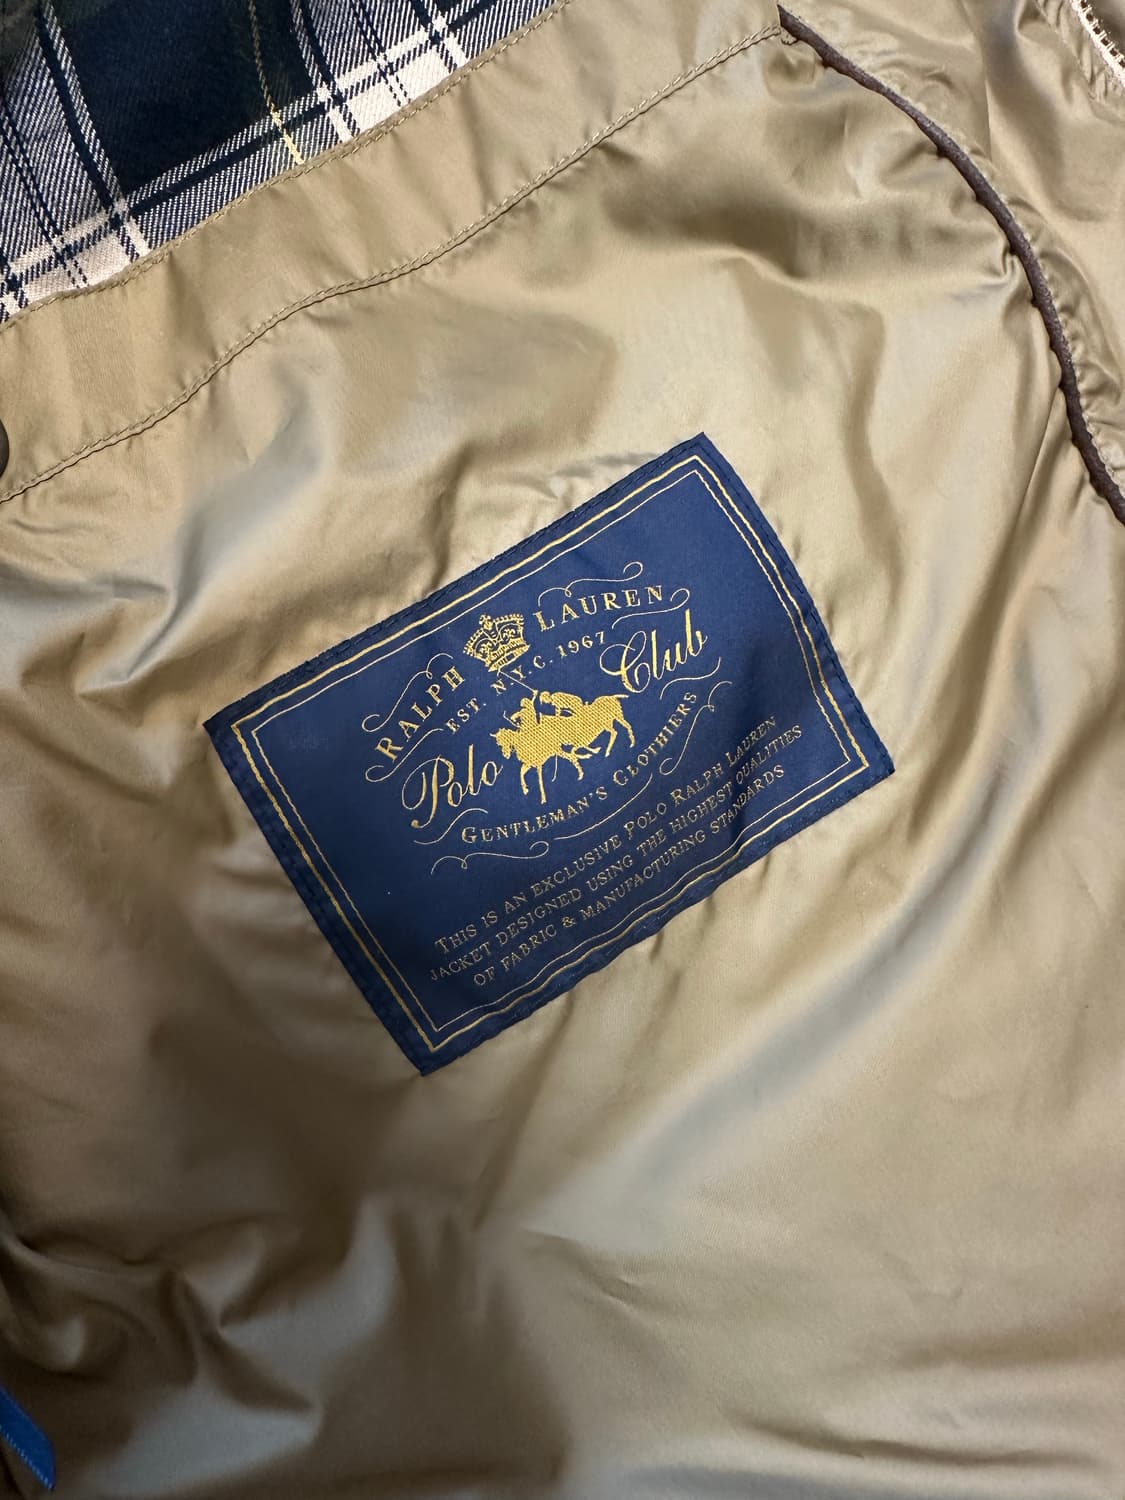 RALPH LAUREN
EST. N.Y.C. 1967
Polo Club
GENTLEMAN'S CLOTHIERS
THIS IS AN EXCLUSIVE POLO RALPH LAUREN
JACKET DESIGNED USING THE HIGHEST QUALITIES
OF FABRIC & MANUFACTURING STANDARDS